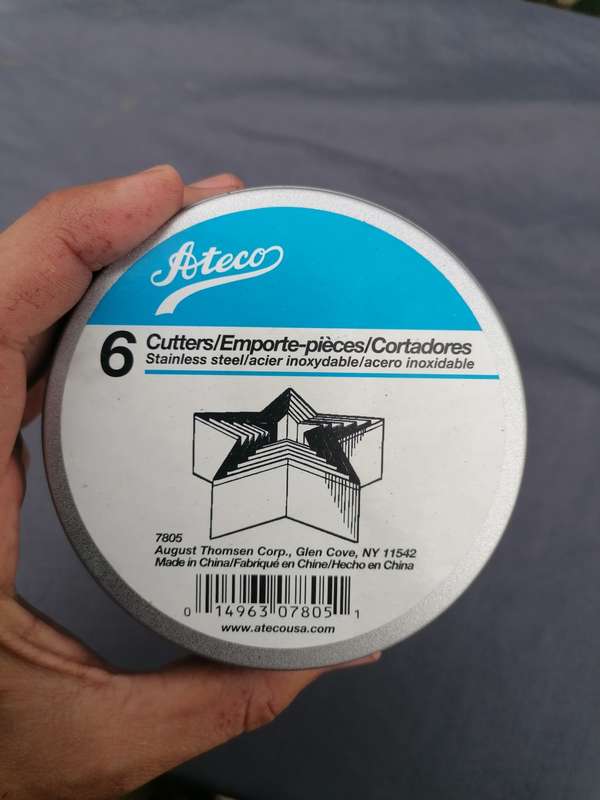 Ateco
6 Cutters/Emporte-pièces/Cortadores
Stainless steel/acier inoxydable/acero inoxidable
7805
August Thomsen Corp., Glen Cove, NY 11542
Made in China/Fabriqué en Chine/Hecho en China
0 14963 07805 1
www.atecousa.com